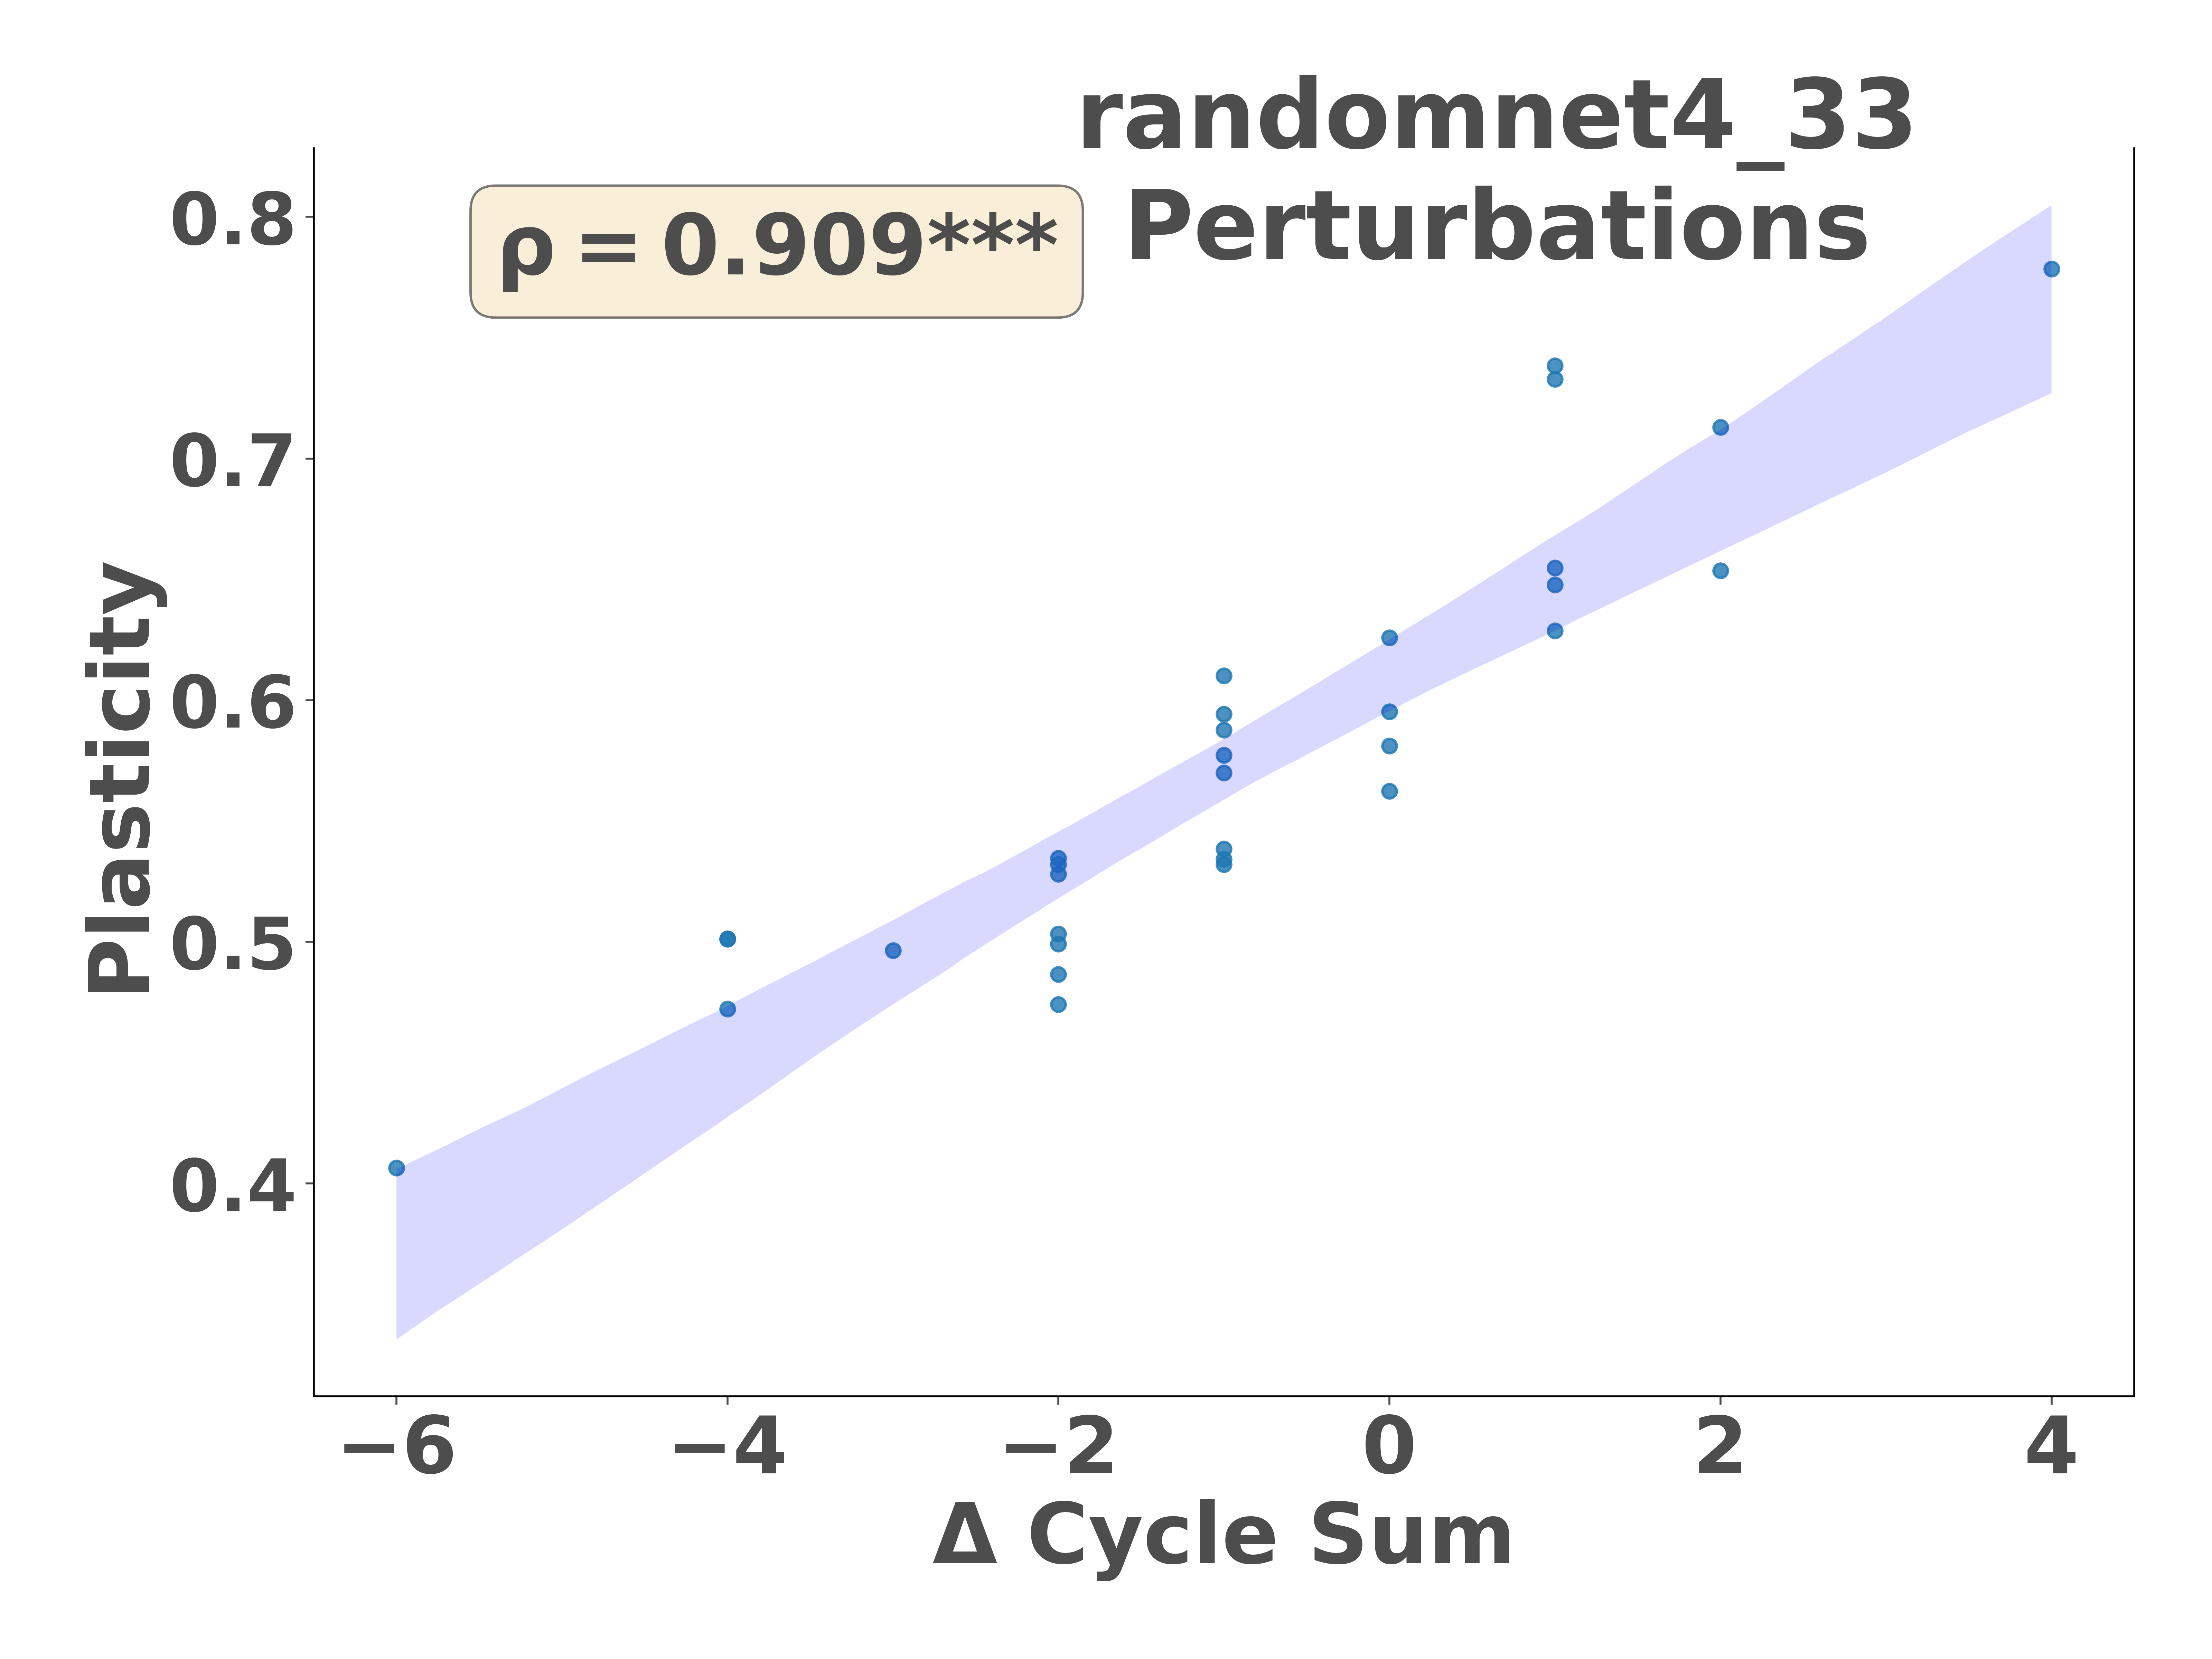 randomnet4_33
Perturbations
ρ = 0.909***
Plasticity
0.8
0.7
0.6
0.5
0.4
−6 −4 −2 0 2 4
Δ Cycle Sum